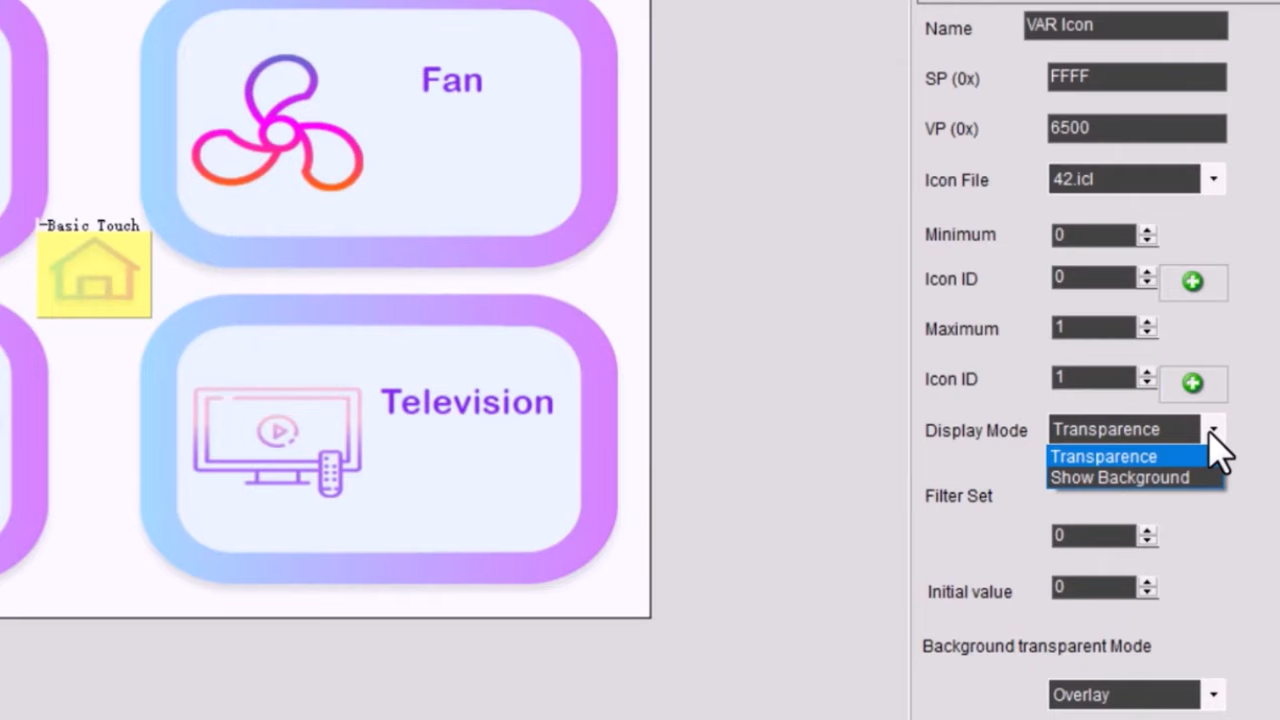 Fan
-Basic Touch
Television
Name VAR Icon
SP (0x) FFFF
VP (0x) 6500
Icon File 42.icl
Minimum 0
Icon ID 0
Maximum 1
Icon ID 1
Display Mode Transparence
Transparence
Show Background
Filter Set
0
Initial value 0
Background transparent Mode
Overlay